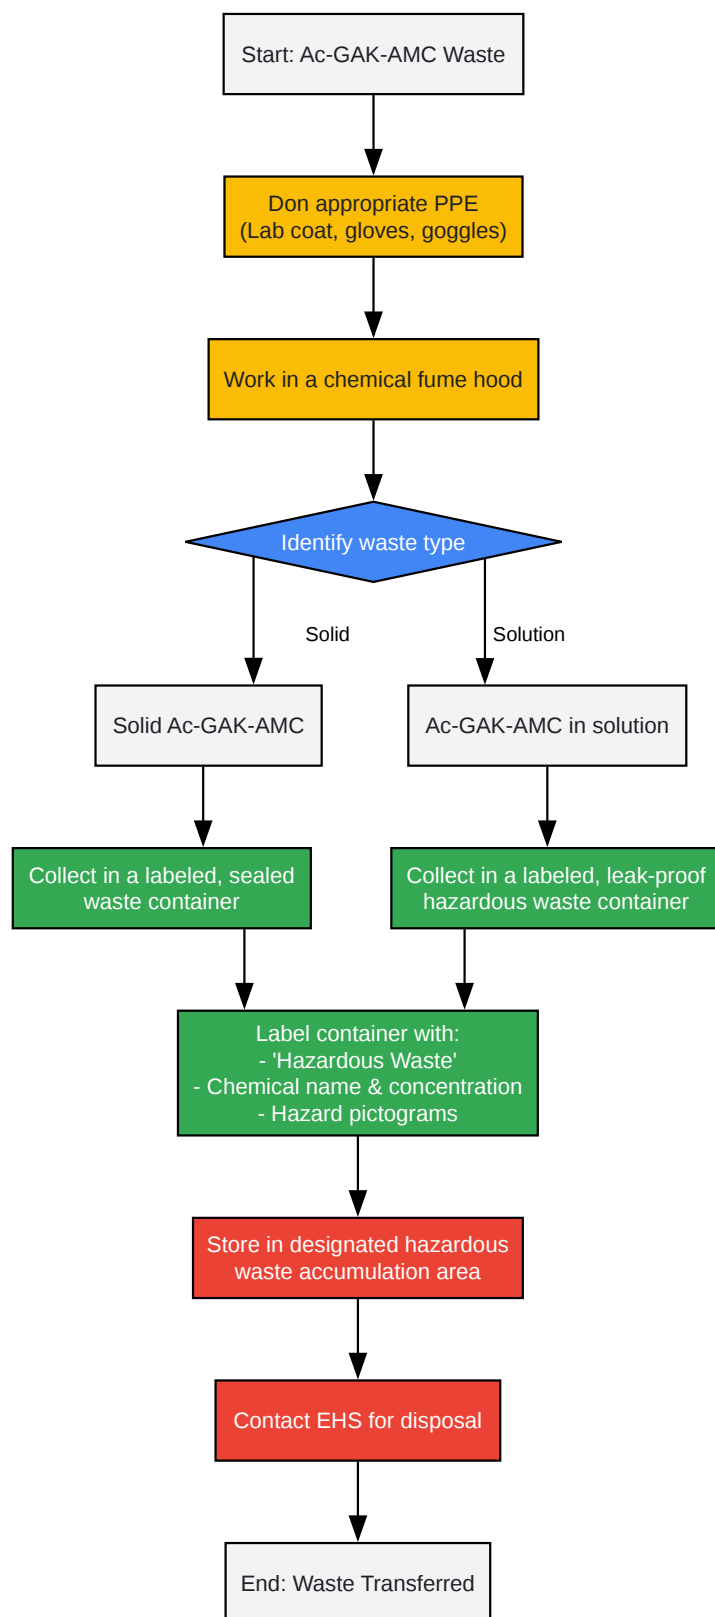 Start: Ac-GAK-AMC Waste
Don appropriate PPE
(Lab coat, gloves, goggles)
Work in a chemical fume hood
Identify waste type
Solid
Solution
Solid Ac-GAK-AMC
Ac-GAK-AMC in solution
Collect in a labeled, sealed
waste container
Collect in a labeled, leak-proof
hazardous waste container
Label container with:
- 'Hazardous Waste'
- Chemical name & concentration
- Hazard pictograms
Store in designated hazardous
waste accumulation area
Contact EHS for disposal
End: Waste Transferred